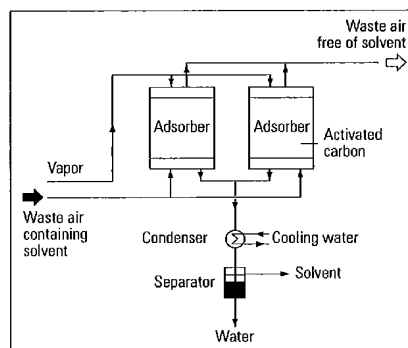 Waste air
free of solvent
Adsorber
Adsorber
Activated
carbon
Vapor
Waste air
containing
solvent
Condenser
Cooling water
Separator
Solvent
Water